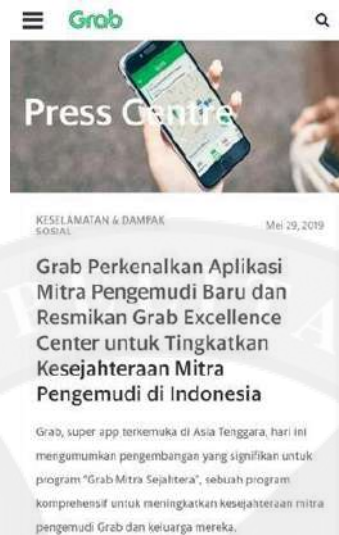 Grab
Press Centre
KESELAMATAN & DAMPAK
SOSIAL
Mei 29, 2019
Grab Perkenalkan Aplikasi
Mitra Pengemudi Baru dan
Resmikan Grab Excellence
Center untuk Tingkatkan
Kesejahteraan Mitra
Pengemudi di Indonesia
Grab, super app terkemuka di Asia Tenggara, hari ini
mengumumkan pengembangan yang signifikan untuk
program "Grab Mitra Sejahtera", sebuah program
komprehensif untuk meningkatkan kesejahteraan mitra
pengemudi Grab dan keluarga mereka.